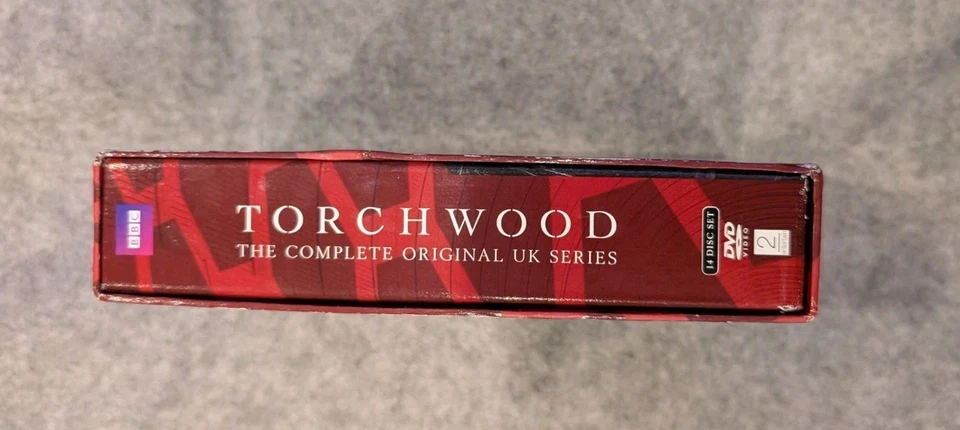 BBC
TORCHWOOD
THE COMPLETE ORIGINAL UK SERIES
14 DISC SET
DVD
VIDEO
2